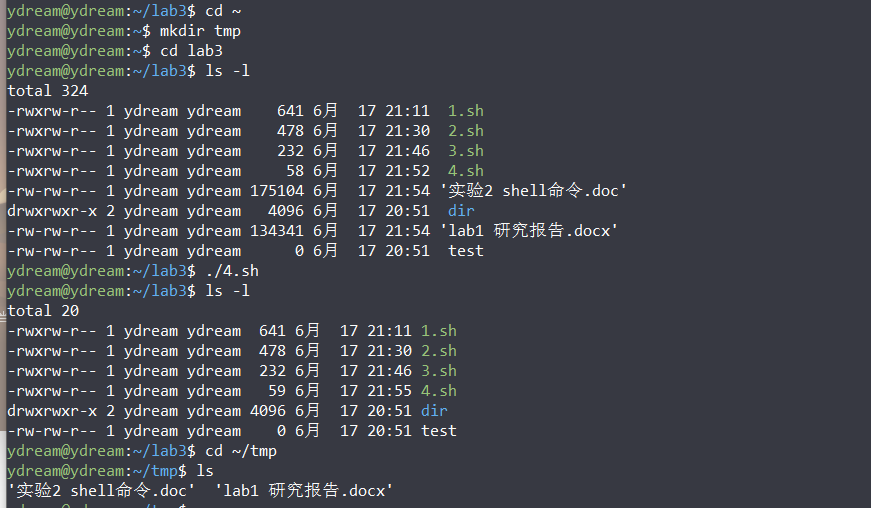 ydream@ydream:~/lab3$ cd ~
ydream@ydream:~$ mkdir tmp
ydream@ydream:~$ cd lab3
ydream@ydream:~/lab3$ ls -l
total 324
-rwxrw-r-- 1 ydream ydream    641 6月  17 21:11  1.sh
-rwxrw-r-- 1 ydream ydream    478 6月  17 21:30  2.sh
-rwxrw-r-- 1 ydream ydream    232 6月  17 21:46  3.sh
-rwxrw-r-- 1 ydream ydream     58 6月  17 21:52  4.sh
-rw-rw-r-- 1 ydream ydream 175104 6月  17 21:54 '实验2 shell命令.doc'
drwxrwxr-x 2 ydream ydream   4096 6月  17 20:51  dir
-rw-rw-r-- 1 ydream ydream 134341 6月  17 21:54 'lab1 研究报告.docx'
-rw-rw-r-- 1 ydream ydream      0 6月  17 20:51  test
ydream@ydream:~/lab3$ ./4.sh
ydream@ydream:~/lab3$ ls -l
total 20
-rwxrw-r-- 1 ydream ydream  641 6月  17 21:11 1.sh
-rwxrw-r-- 1 ydream ydream  478 6月  17 21:30 2.sh
-rwxrw-r-- 1 ydream ydream  232 6月  17 21:46 3.sh
-rwxrw-r-- 1 ydream ydream   59 6月  17 21:55 4.sh
drwxrwxr-x 2 ydream ydream 4096 6月  17 20:51 dir
-rw-rw-r-- 1 ydream ydream    0 6月  17 20:51 test
ydream@ydream:~/lab3$ cd ~/tmp
ydream@ydream:~/tmp$ ls
'实验2 shell命令.doc'  'lab1 研究报告.docx'